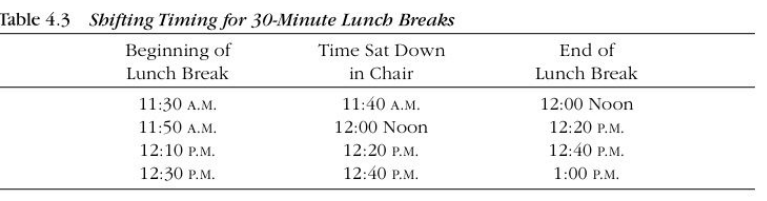 Table 4.3 Shifting Timing for 30-Minute Lunch Breaks
Beginning of Time Sat Down End of
Lunch Break in Chair Lunch Break
11:30 A.M. 11:40 A.M. 12:00 Noon
11:50 A.M. 12:00 Noon 12:20 P.M.
12:10 P.M. 12:20 P.M. 12:40 P.M.
12:30 P.M. 12:40 P.M. 1:00 P.M.